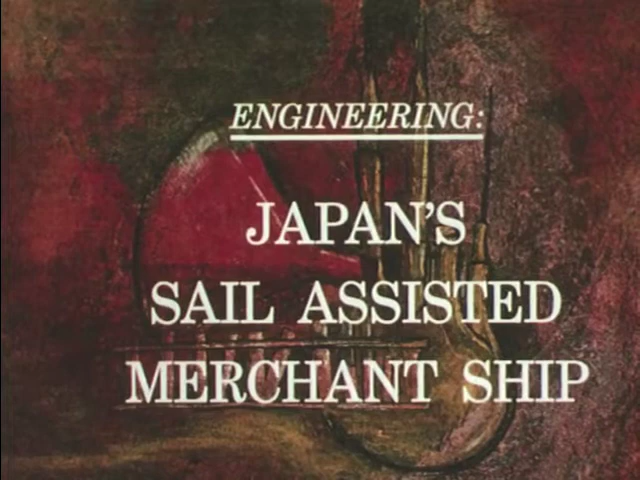 ENGINEERING:
JAPAN'S
SAIL ASSISTED
MERCHANT SHIP